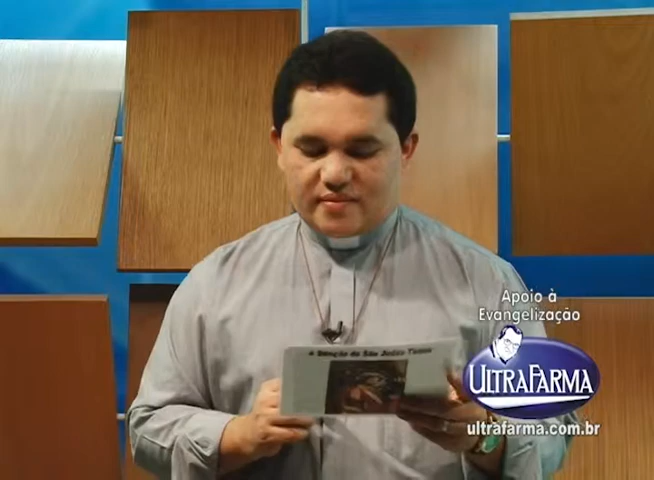 a Benção de São Judas Tadeu
Apoio à
Evangelização
ULTRAFARMA
ultrafarma.com.br